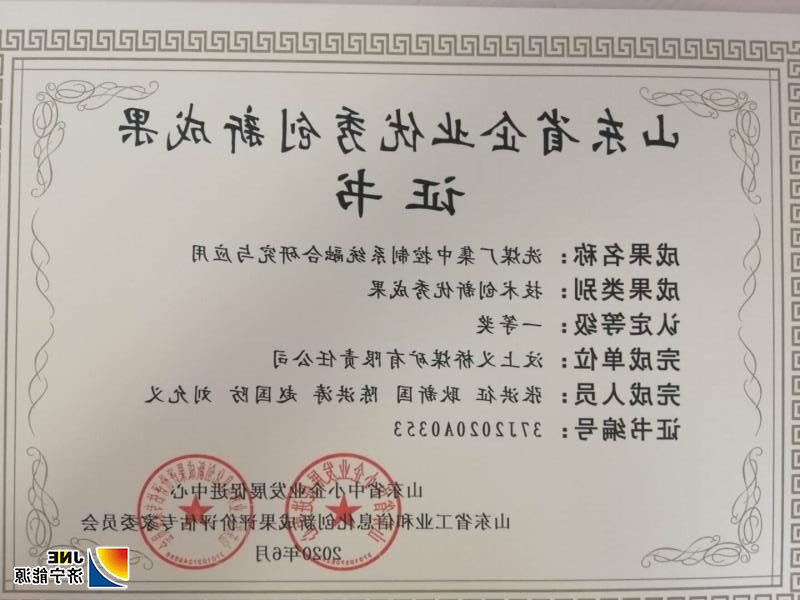 山东省企业优秀创新成果
证书
成果名称：洗煤厂集中控制系统融合研究与应用
成果类别：技术创新优秀成果
认定等级：一等奖
完成单位：汶上义桥煤矿有限责任公司
完成人员：张洪征 耿新国 陈洪涛 赵国防 刘允义
证书编号：37J2020A0353
山东省中小企业发展促进中心
山东省工业和信息化创新成果评价评估专家委员会
2020年6月
JNE
济宁能源